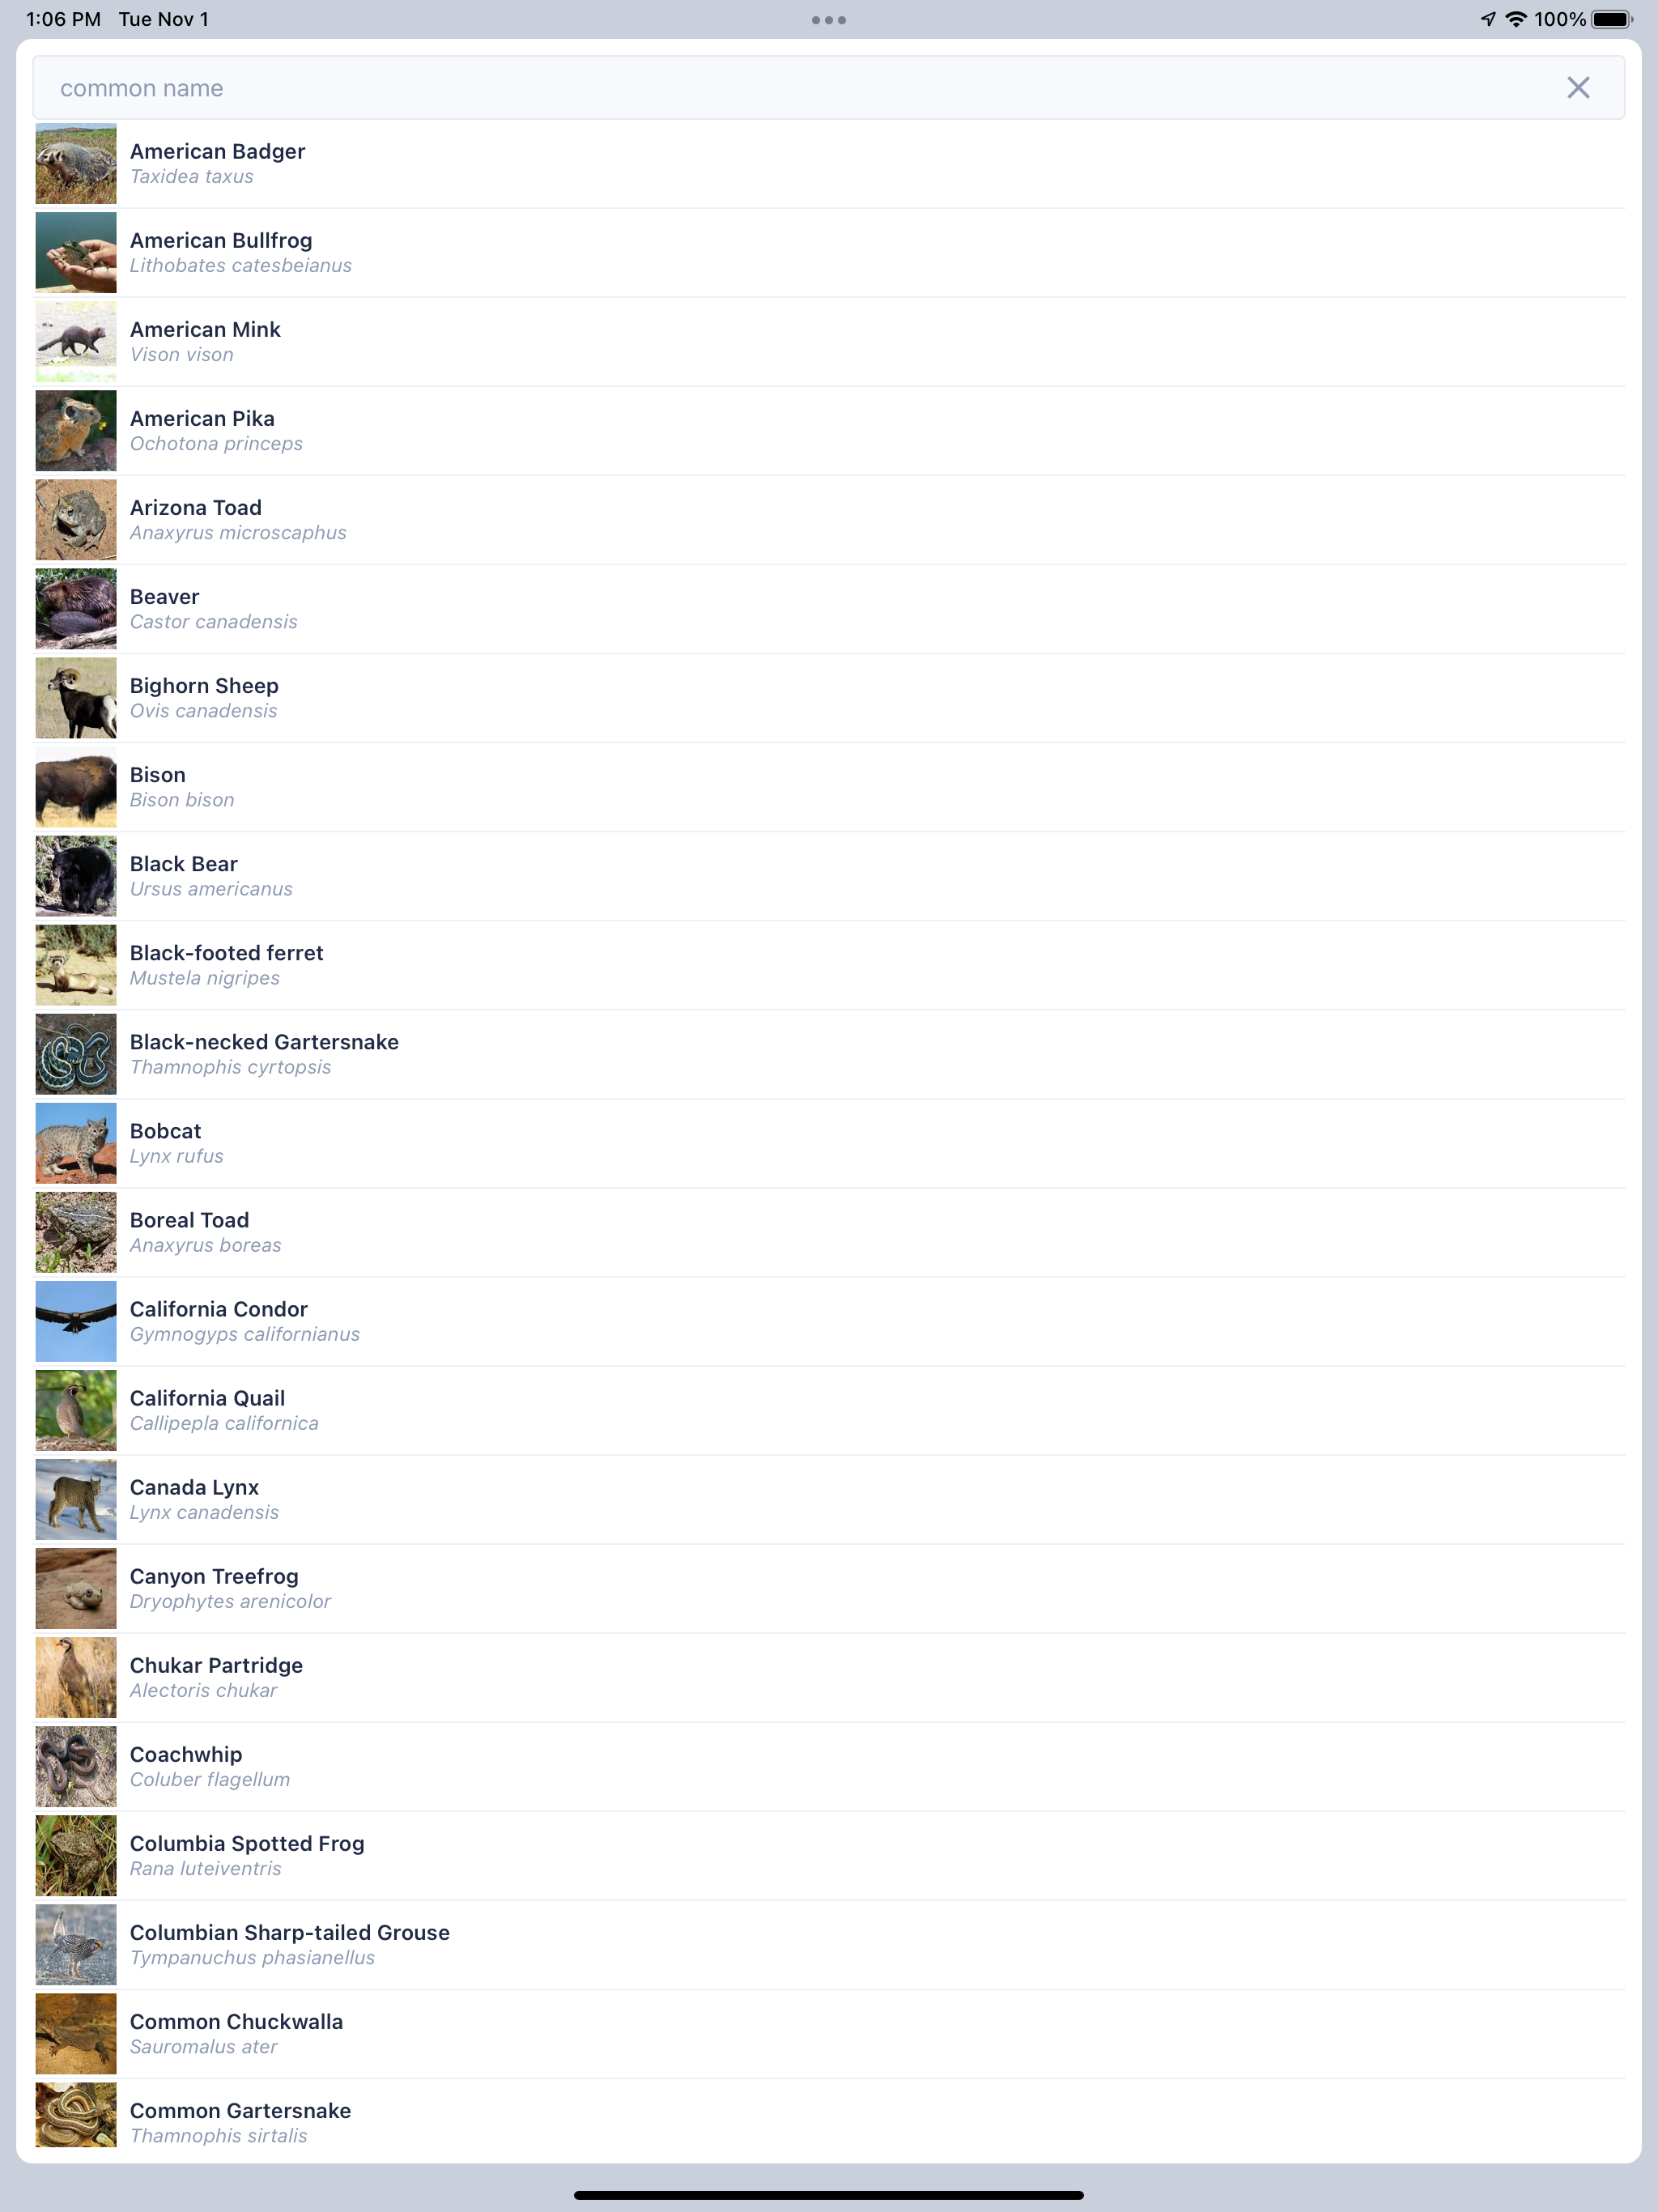 1:06 PM Tue Nov 1
100%
common name
American Badger
Taxidea taxus
American Bullfrog
Lithobates catesbeianus
American Mink
Vison vison
American Pika
Ochotona princeps
Arizona Toad
Anaxyrus microscaphus
Beaver
Castor canadensis
Bighorn Sheep
Ovis canadensis
Bison
Bison bison
Black Bear
Ursus americanus
Black-footed ferret
Mustela nigripes
Black-necked Gartersnake
Thamnophis cyrtopsis
Bobcat
Lynx rufus
Boreal Toad
Anaxyrus boreas
California Condor
Gymnogyps californianus
California Quail
Callipepla californica
Canada Lynx
Lynx canadensis
Canyon Treefrog
Dryophytes arenicolor
Chukar Partridge
Alectoris chukar
Coachwhip
Coluber flagellum
Columbia Spotted Frog
Rana luteiventris
Columbian Sharp-tailed Grouse
Tympanuchus phasianellus
Common Chuckwalla
Sauromalus ater
Common Gartersnake
Thamnophis sirtalis